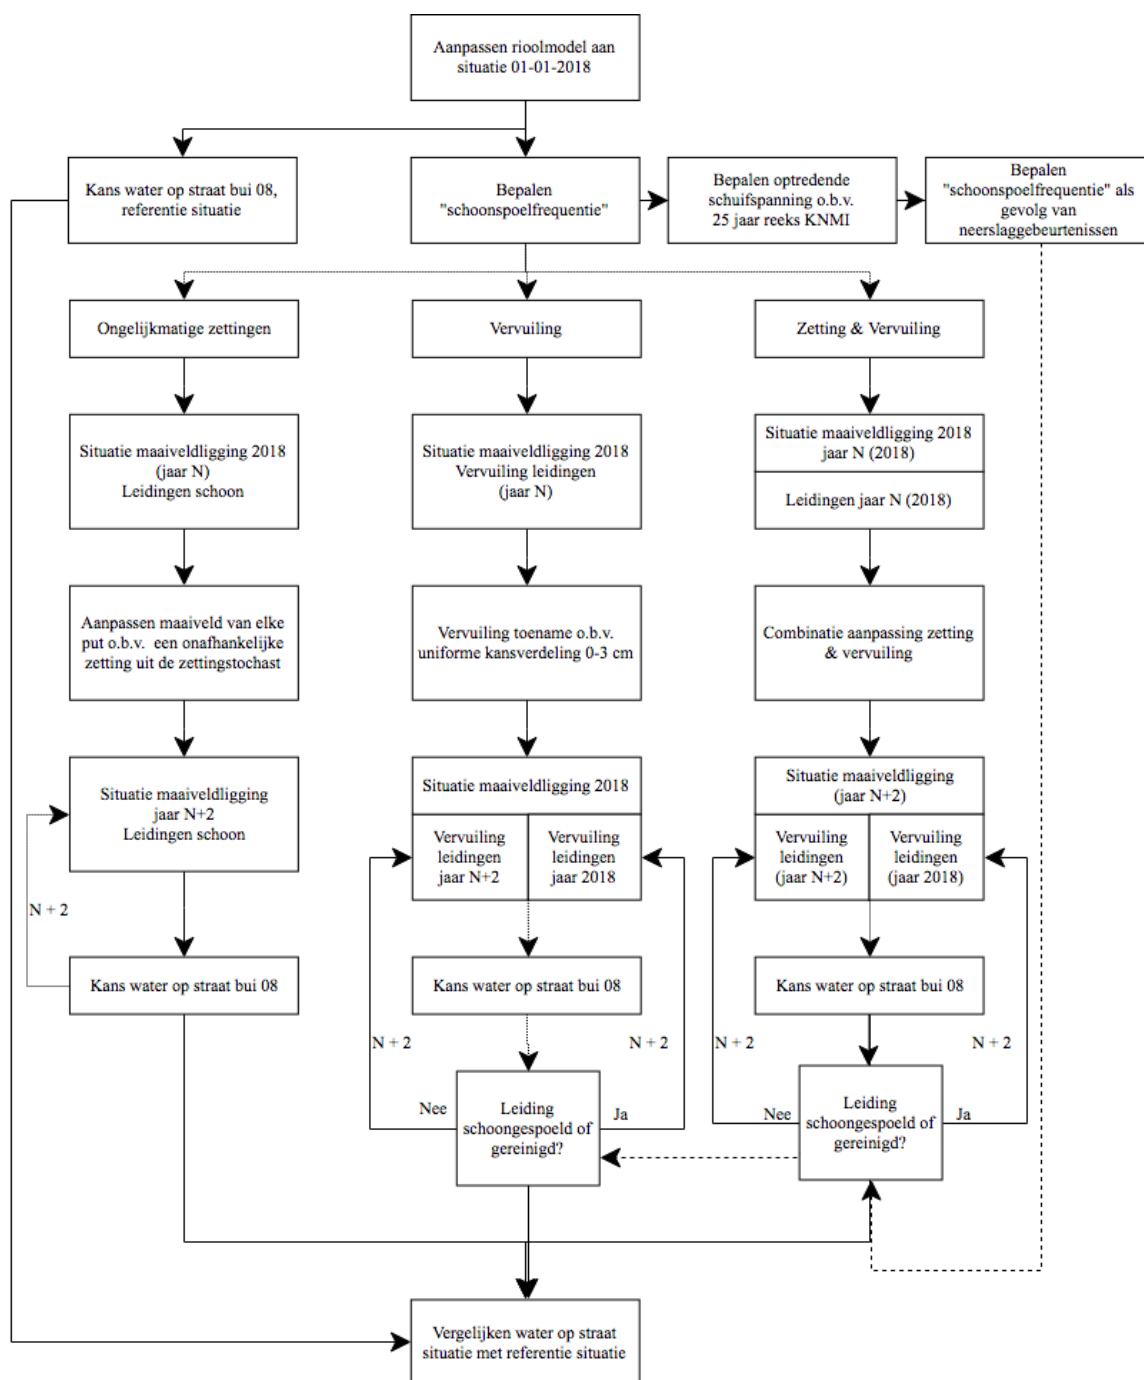 Aanpassen rioolmodel aan
situatie 01-01-2018
Kans water op straat bui 08,
referentie situatie
Bepalen
"schoonspoelfrequentie"
Bepalen optredende
schuifspanning o.b.v.
25 jaar reeks KNMI
Bepalen
"schoonspoelfrequentie" als
gevolg van
neerslaggebeurtenissen
Ongelijkmatige zettingen
Vervuiling
Zetting & Vervuiling
Situatie maaiveldligging 2018
(jaar N)
Leidingen schoon
Situatie maaiveldligging 2018
Vervuiling leidingen
(jaar N)
Situatie maaiveldligging 2018
jaar N (2018)
Leidingen jaar N (2018)
Aanpassen maaiveld van elke
put o.b.v. een onafhankelijke
zetting uit de zettingstochast
Vervuiling toename o.b.v.
uniforme kansverdeling 0-3 cm
Combinatie aanpassing zetting
& vervuiling
Situatie maaiveldligging
jaar N+2
Leidingen schoon
Situatie maaiveldligging 2018
Vervuiling
leidingen
jaar N+2
Vervuiling
leidingen
jaar 2018
Situatie maaiveldligging
(jaar N+2)
Vervuiling
leidingen
(jaar N+2)
Vervuiling
leidingen
(jaar 2018)
N + 2
Kans water op straat bui 08
Kans water op straat bui 08
Kans water op straat bui 08
N + 2
N + 2
N + 2
N + 2
Nee
Leiding
schoongespoeld of
gereinigd?
Ja
Nee
Leiding
schoongespoeld of
gereinigd?
Ja
Vergelijken water op straat
situatie met referentie situatie